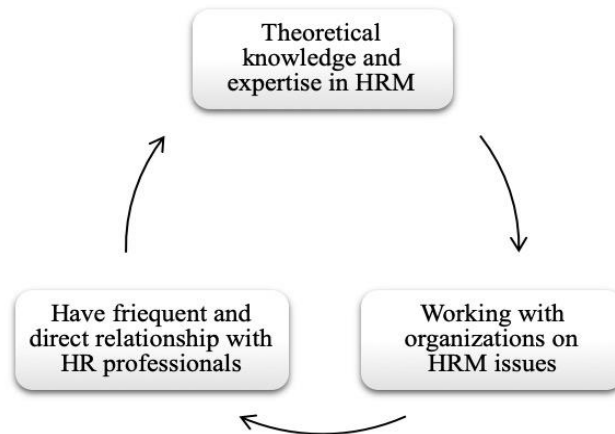 Theoretical
knowledge and
expertise in HRM
Have friequent and
direct relationship with
HR professionals
Working with
organizations on
HRM issues